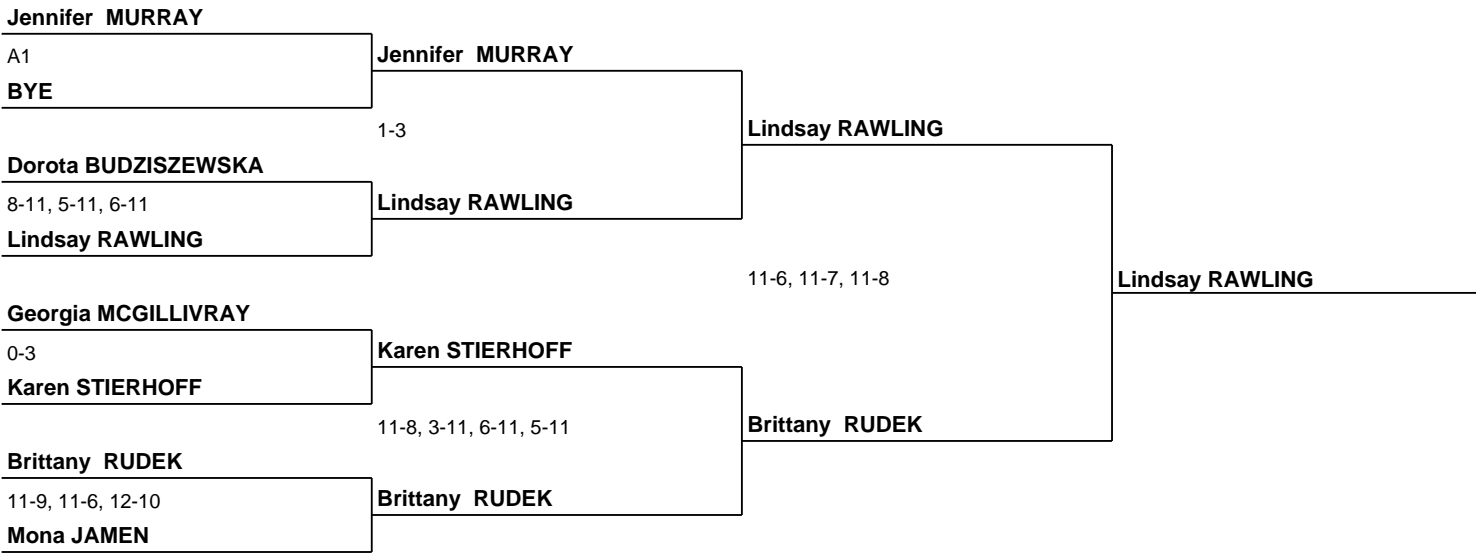 Jennifer  MURRAY
A1
BYE
Jennifer  MURRAY
1-3
Lindsay RAWLING
Dorota BUDZISZEWSKA
8-11, 5-11, 6-11
Lindsay RAWLING
Lindsay RAWLING
11-6, 11-7, 11-8
Lindsay RAWLING
Georgia MCGILLIVRAY
0-3
Karen STIERHOFF
Karen STIERHOFF
11-8, 3-11, 6-11, 5-11
Brittany  RUDEK
Brittany  RUDEK
11-9, 11-6, 12-10
Mona JAMEN
Brittany  RUDEK